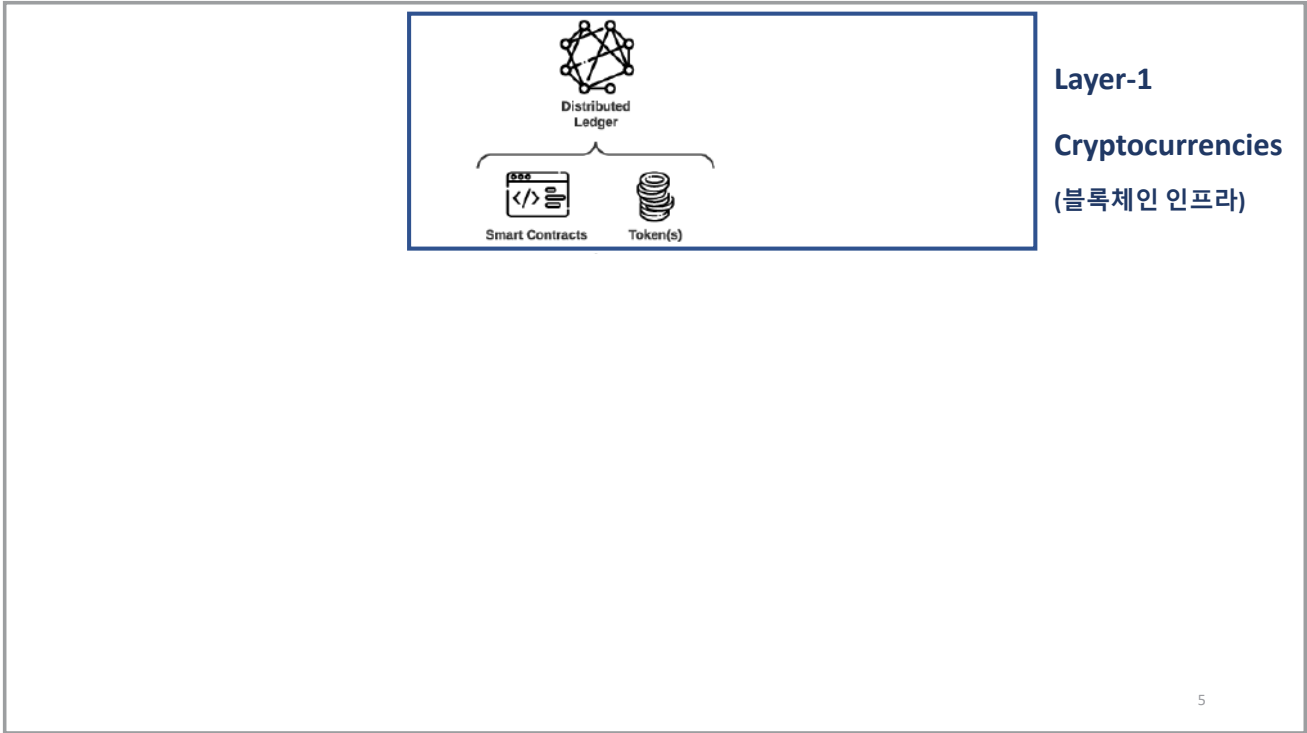 Distributed
Ledger
</>
Smart Contracts
Token(s)
Layer-1
Cryptocurrencies
(블록체인 인프라)
5